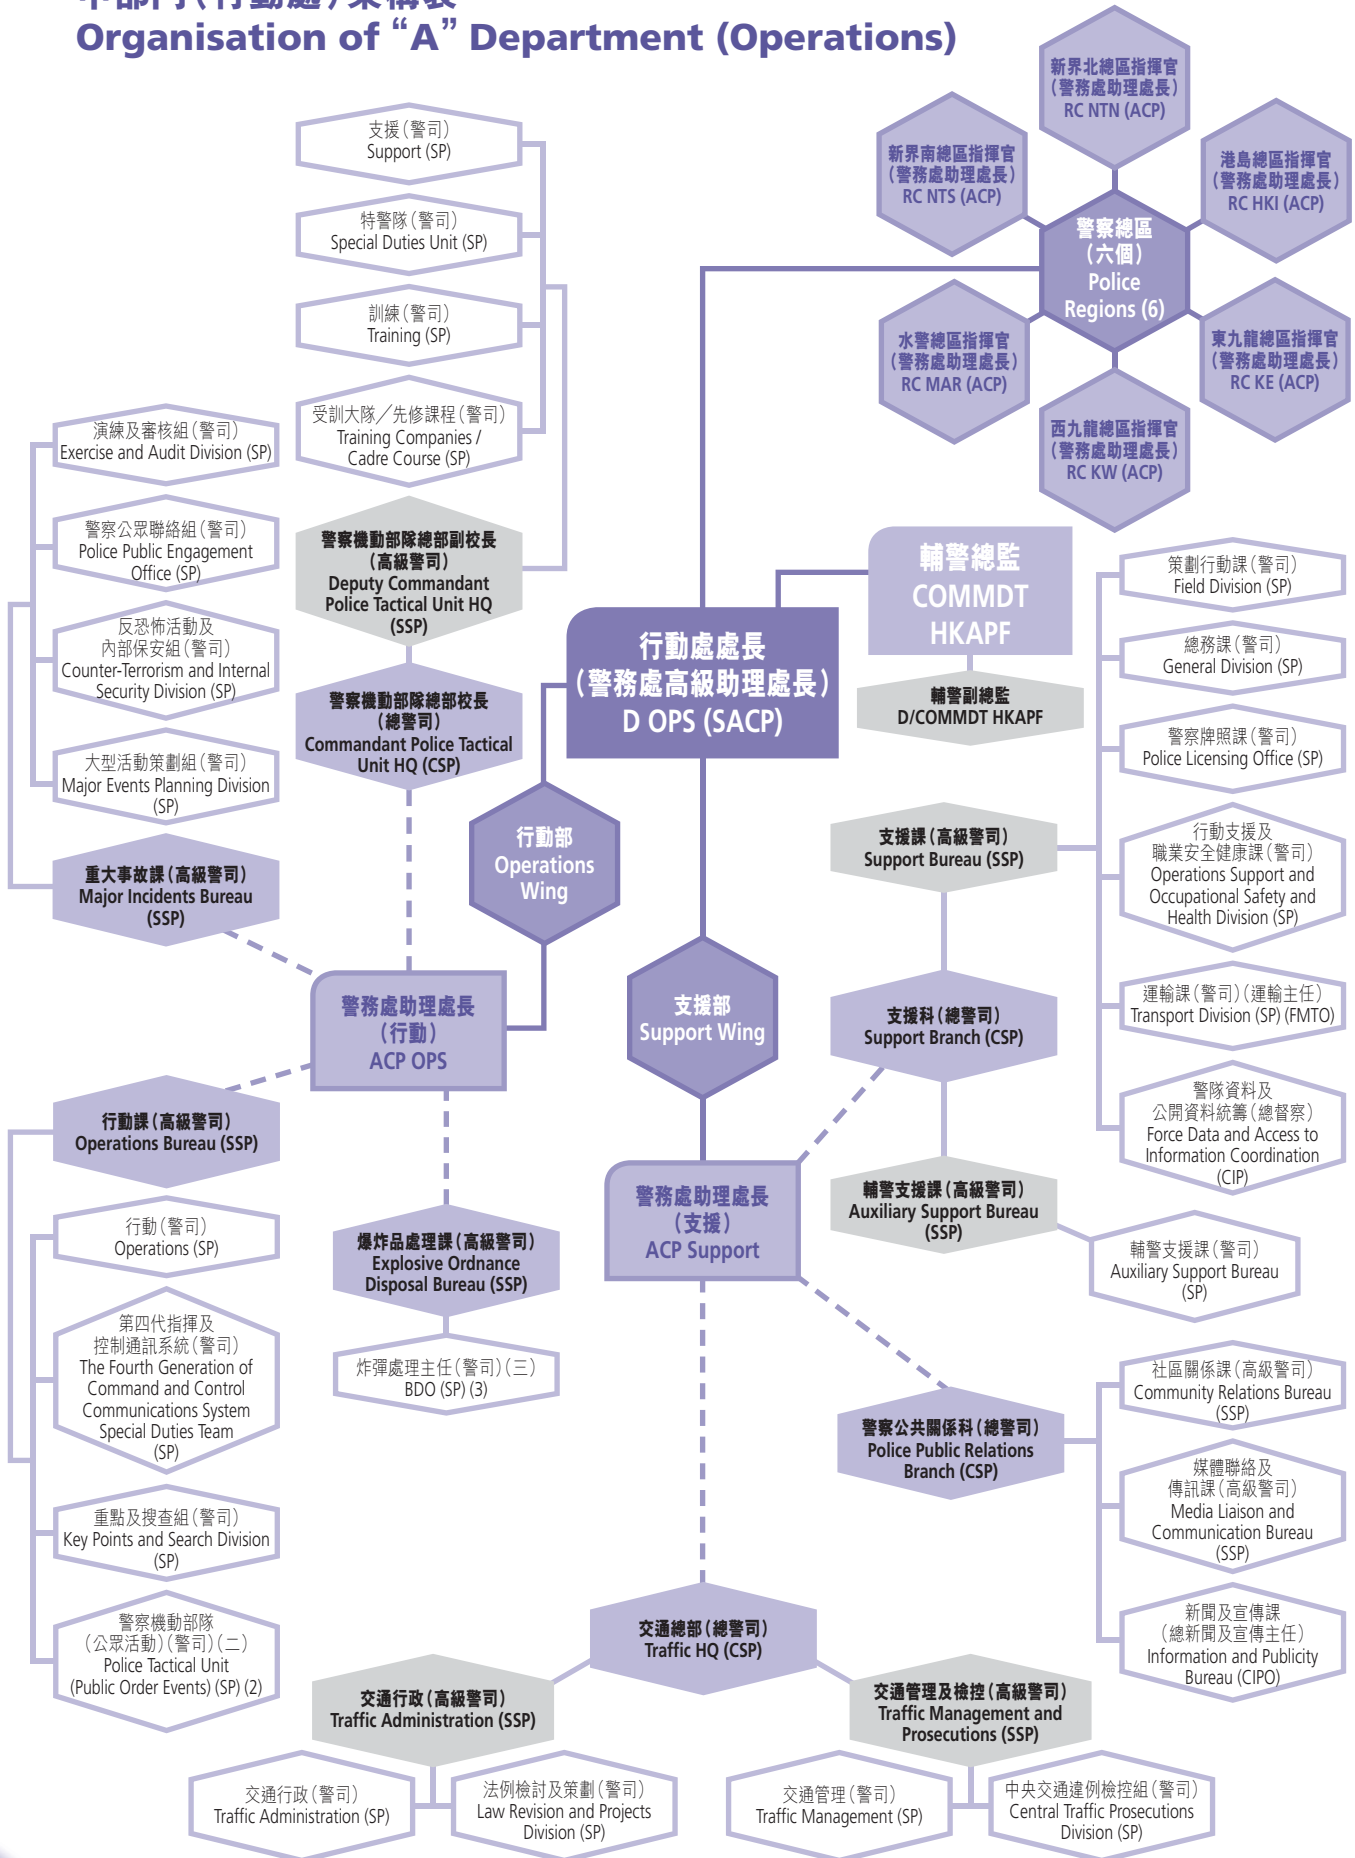 Organisation of “A” Department (Operations)
新界北總區指揮官
(警務處助理處長)
RC NTN (ACP)
新界南總區指揮官
(警務處助理處長)
RC NTS (ACP)
港島總區指揮官
(警務處助理處長)
RC HKI (ACP)
警察總區
(六個)
Police
Regions (6)
水警總區指揮官
(警務處助理處長)
RC MAR (ACP)
東九龍總區指揮官
(警務處助理處長)
RC KE (ACP)
西九龍總區指揮官
(警務處助理處長)
RC KW (ACP)
支援(警司)
Support (SP)
特警隊(警司)
Special Duties Unit (SP)
訓練(警司)
Training (SP)
受訓大隊／先修課程(警司)
Training Companies /
Cadre Course (SP)
警察機動部隊總部副校長
(高級警司)
Deputy Commandant
Police Tactical Unit HQ
(SSP)
警察機動部隊總部校長
(總警司)
Commandant Police Tactical
Unit HQ (CSP)
演練及審核組(警司)
Exercise and Audit Division (SP)
警察公眾聯絡組(警司)
Police Public Engagement
Office (SP)
反恐怖活動及
內部保安組(警司)
Counter-Terrorism and Internal
Security Division (SP)
大型活動策劃組(警司)
Major Events Planning Division
(SP)
重大事故課(高級警司)
Major Incidents Bureau
(SSP)
行動處處長
(警務處高級助理處長)
D OPS (SACP)
輔警總監
COMMDT
HKAPF
輔警副總監
D/COMMDT HKAPF
行動部
Operations
Wing
支援部
Support Wing
警務處助理處長
(行動)
ACP OPS
行動課(高級警司)
Operations Bureau (SSP)
行動(警司)
Operations (SP)
第四代指揮及
控制通訊系統(警司)
The Fourth Generation of
Command and Control
Communications System
Special Duties Team
(SP)
重點及搜查組(警司)
Key Points and Search Division
(SP)
警察機動部隊
(公眾活動)(警司)(二)
Police Tactical Unit
(Public Order Events) (SP) (2)
爆炸品處理課(高級警司)
Explosive Ordnance
Disposal Bureau (SSP)
炸彈處理主任(警司)(三)
BDO (SP) (3)
警務處助理處長
(支援)
ACP Support
支援課(高級警司)
Support Bureau (SSP)
支援科(總警司)
Support Branch (CSP)
輔警支援課(高級警司)
Auxiliary Support Bureau
(SSP)
策劃行動課(警司)
Field Division (SP)
總務課(警司)
General Division (SP)
警察牌照課(警司)
Police Licensing Office (SP)
行動支援及
職業安全健康課(警司)
Operations Support and
Occupational Safety and
Health Division (SP)
運輸課(警司)(運輸主任)
Transport Division (SP) (FMTO)
警隊資料及
公開資料統籌(總督察)
Force Data and Access to
Information Coordination
(CIP)
輔警支援課(警司)
Auxiliary Support Bureau
(SP)
警察公共關係科(總警司)
Police Public Relations
Branch (CSP)
社區關係課(高級警司)
Community Relations Bureau
(SSP)
媒體聯絡及
傳訊課(高級警司)
Media Liaison and
Communication Bureau
(SSP)
新聞及宣傳課
(總新聞及宣傳主任)
Information and Publicity
Bureau (CIPO)
交通總部(總警司)
Traffic HQ (CSP)
交通行政(高級警司)
Traffic Administration (SSP)
交通管理及檢控(高級警司)
Traffic Management and
Prosecutions (SSP)
交通行政(警司)
Traffic Administration (SP)
法例檢討及策劃(警司)
Law Revision and Projects
Division (SP)
交通管理(警司)
Traffic Management (SP)
中央交通違例檢控組(警司)
Central Traffic Prosecutions
Division (SP)